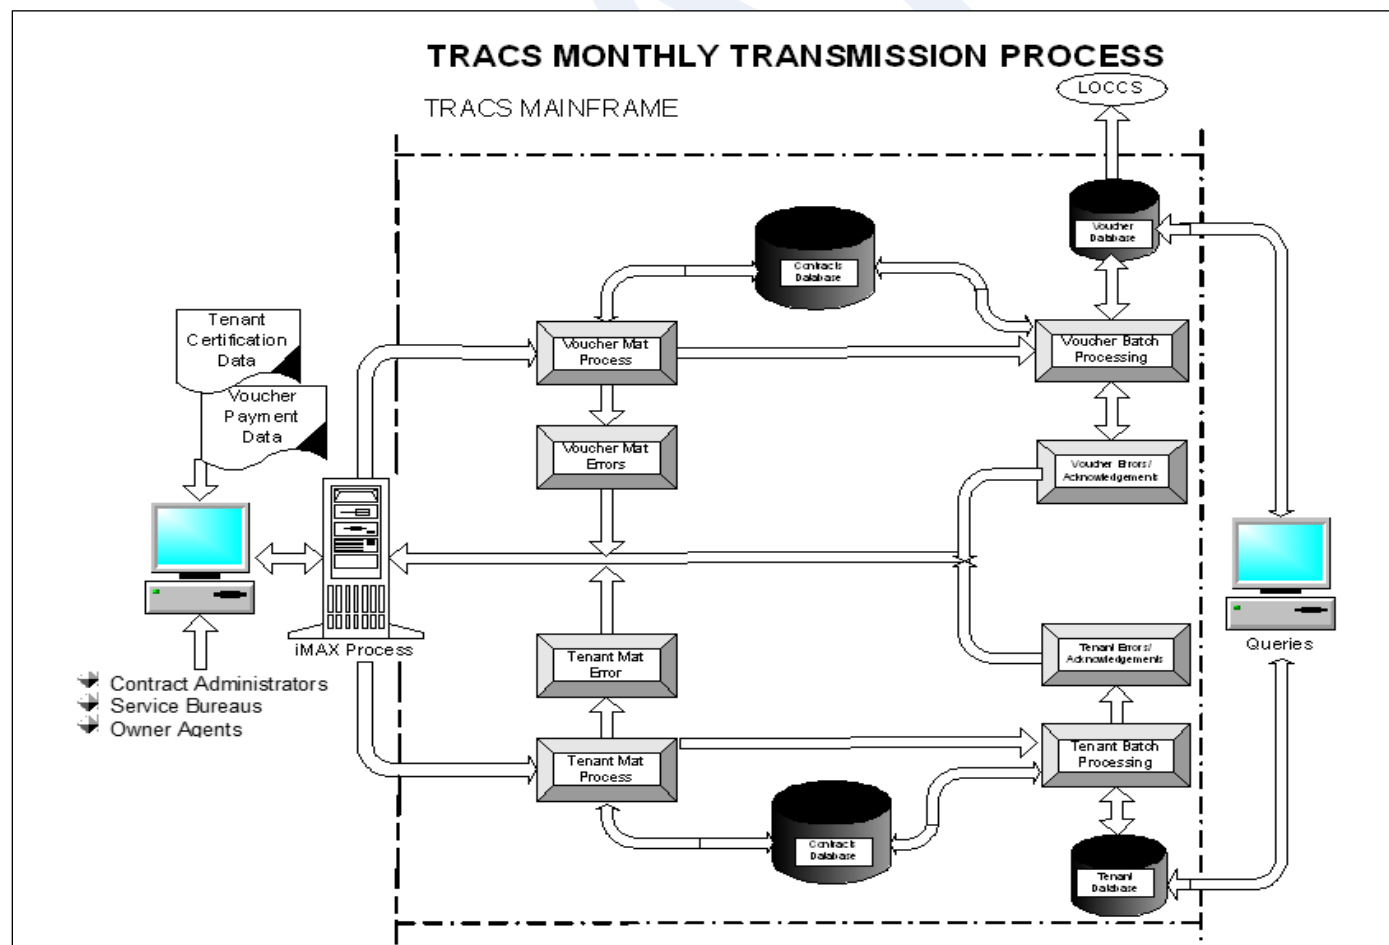 TRACS MONTHLY TRANSMISSION PROCESS
LOCCS
TRACS MAINFRAME
Voucher
Database
Contracts
Database
Tenant
Certification
Data
Voucher
Payment
Data
Voucher Mat
Process
Voucher Batch
Processing
Voucher Mat
Errors
Voucher Errors/
Acknowledgements
iMAX Process
Queries
Tenant Mat
Error
Tenant Errors/
Acknowledgements
Contract Administrators
Service Bureaus
Owner Agents
Tenant Mat
Process
Tenant Batch
Processing
Contracts
Database
Tenant
Database